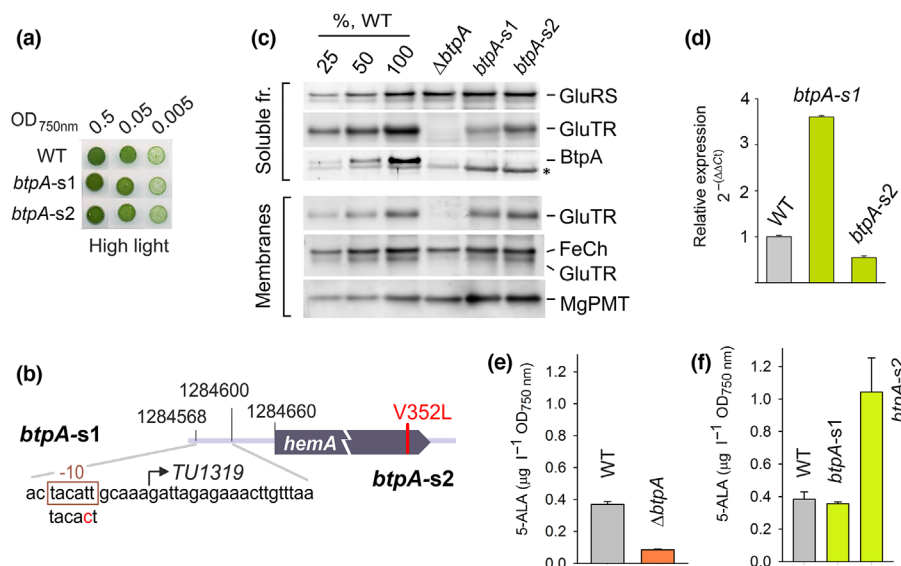 (a)
OD750nm
0.5 0.05 0.005
WT
btpA-s1
btpA-s2
High light
(b)
1284600
1284568
1284660
V352L
btpA-s1
hemA
btpA-s2
-10
TU1319
ac tacatt gcaaagattagagaaacttgtttaa
tacact
(c)
%, WT
25 50 100 ΔbtpA btpA-s1 btpA-s2
Soluble fr.
GluRS
GluTR
BtpA
*
Membranes
GluTR
FeCh
GluTR
MgPMT
(d)
Relative expression
2−(ΔΔCt)
4
3
2
1
WT
btpA-s1
btpA-s2
(e)
5-ALA (µg l−1 OD750 nm)
1.2
1.0
0.8
0.6
0.4
0.2
0.0
WT
ΔbtpA
(f)
5-ALA (µg l−1 OD750 nm)
1.2
1.0
0.8
0.6
0.4
0.2
0.0
WT
btpA-s1
btpA-s2